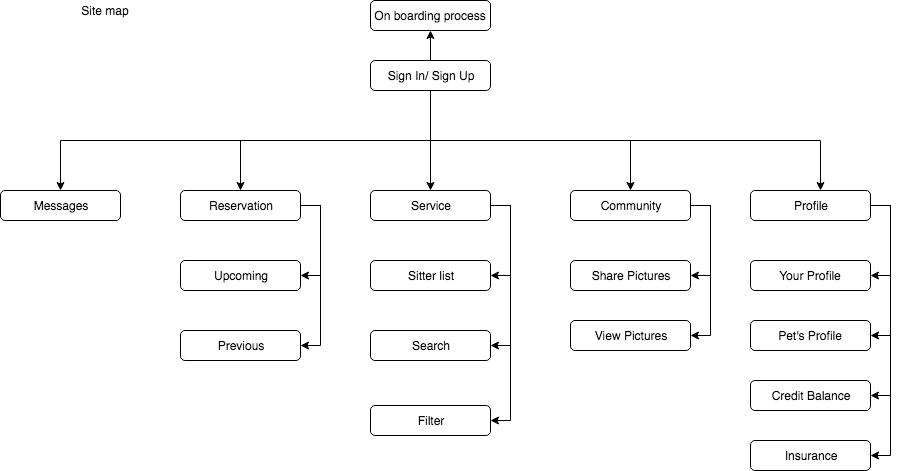 Site map
On boarding process
Sign In/ Sign Up
Messages
Reservation
Service
Community
Profile
Upcoming
Sitter list
Share Pictures
Your Profile
Previous
Search
View Pictures
Pet's Profile
Filter
Credit Balance
Insurance